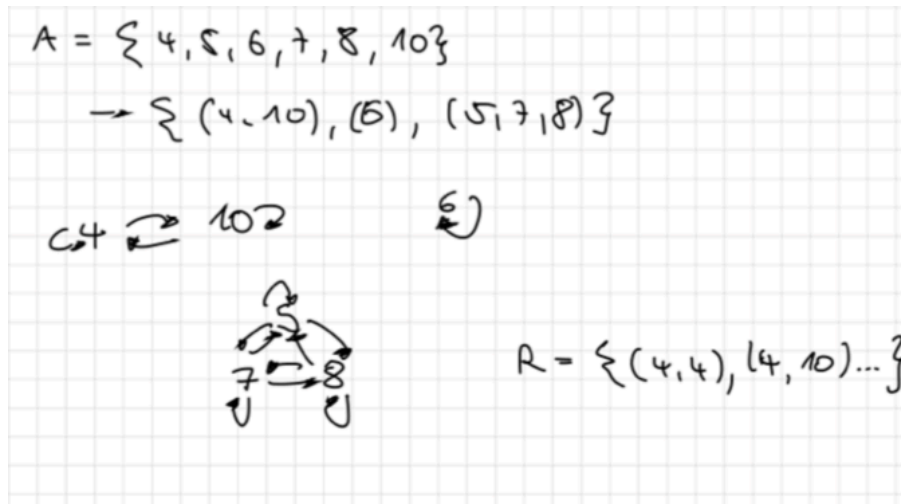 A = { 4, 5, 6, 7, 8, 10}
→ { (4.10), (6), (5,7,8)}
4 10 6
5
7 8
R = {(4,4), (4,10)...}